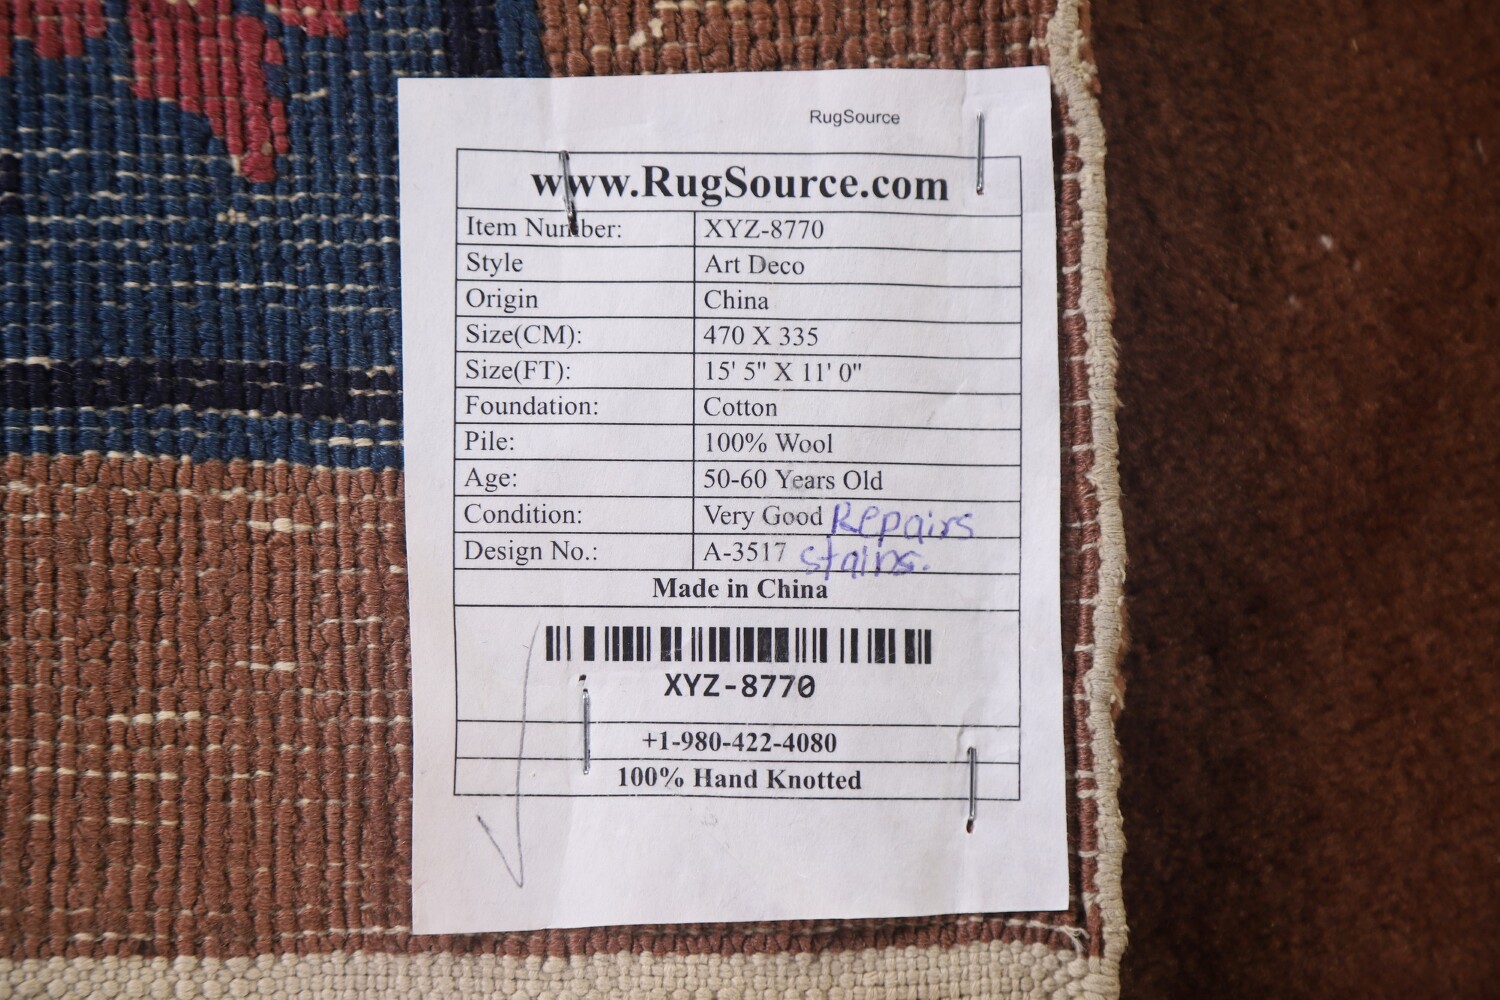 RugSource
www.RugSource.com
Item Number: XYZ-8770
Style Art Deco
Origin China
Size(CM): 470 X 335
Size(FT): 15' 5" X 11' 0"
Foundation: Cotton
Pile: 100% Wool
Age: 50-60 Years Old
Condition: Very Good Repairs
Design No.: A-3517 stains.
Made in China
XYZ-8770
+1-980-422-4080
100% Hand Knotted